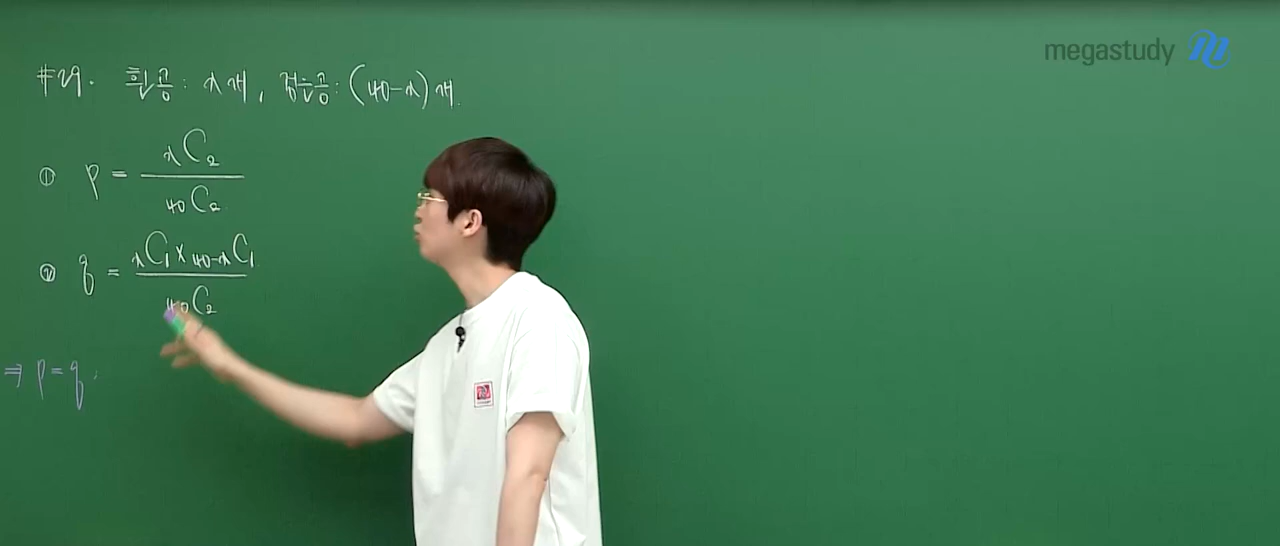 megastudy
#29. 흰공: x개, 검은공: (40-x)개.
① p = xC2 / 40C2
② q = xC1 × 40-xC1 / 40C2
⇒ p = q.